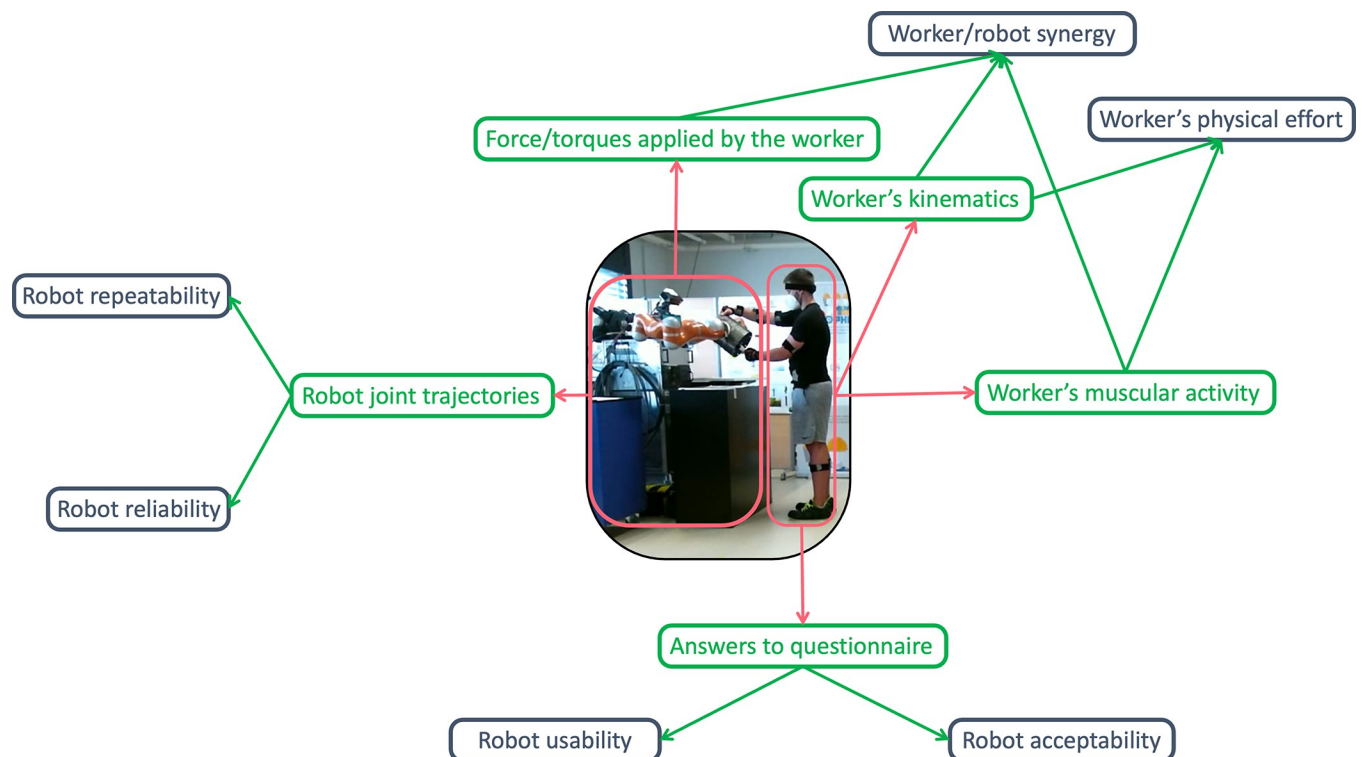 Worker/robot synergy
Worker’s physical effort
Force/torques applied by the worker
Worker’s kinematics
Robot repeatability
Robot joint trajectories
Worker’s muscular activity
Robot reliability
Answers to questionnaire
Robot usability
Robot acceptability